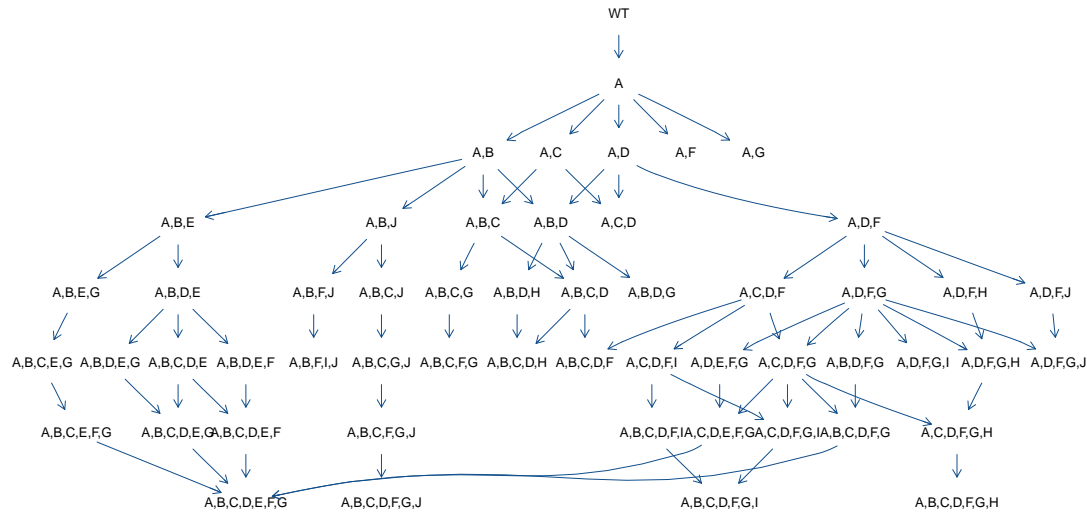 WT
A
A,B A,C A,D A,F A,G
A,B,E A,B,J A,B,C A,B,D A,C,D A,D,F
A,B,E,G A,B,D,E A,B,F,J A,B,C,J A,B,C,G A,B,D,H A,B,C,D A,B,D,G A,C,D,F A,D,F,G A,D,F,H A,D,F,J
A,B,C,E,G A,B,D,E,G A,B,C,D,E A,B,D,E,F A,B,F,I,J A,B,C,G,J A,B,C,F,G A,B,C,D,H A,B,C,D,F A,C,D,F,I A,D,E,F,G A,C,D,F,G A,B,D,F,G A,D,F,G,I A,D,F,G,H A,D,F,G,J
A,B,C,E,F,G A,B,C,D,E,G A,B,C,D,E,F A,B,C,F,G,J A,B,C,D,F,I A,C,D,E,F,G A,C,D,F,G,I A,B,C,D,F,G A,C,D,F,G,H
A,B,C,D,E,F,G A,B,C,D,F,G,J A,B,C,D,F,G,I A,B,C,D,F,G,H